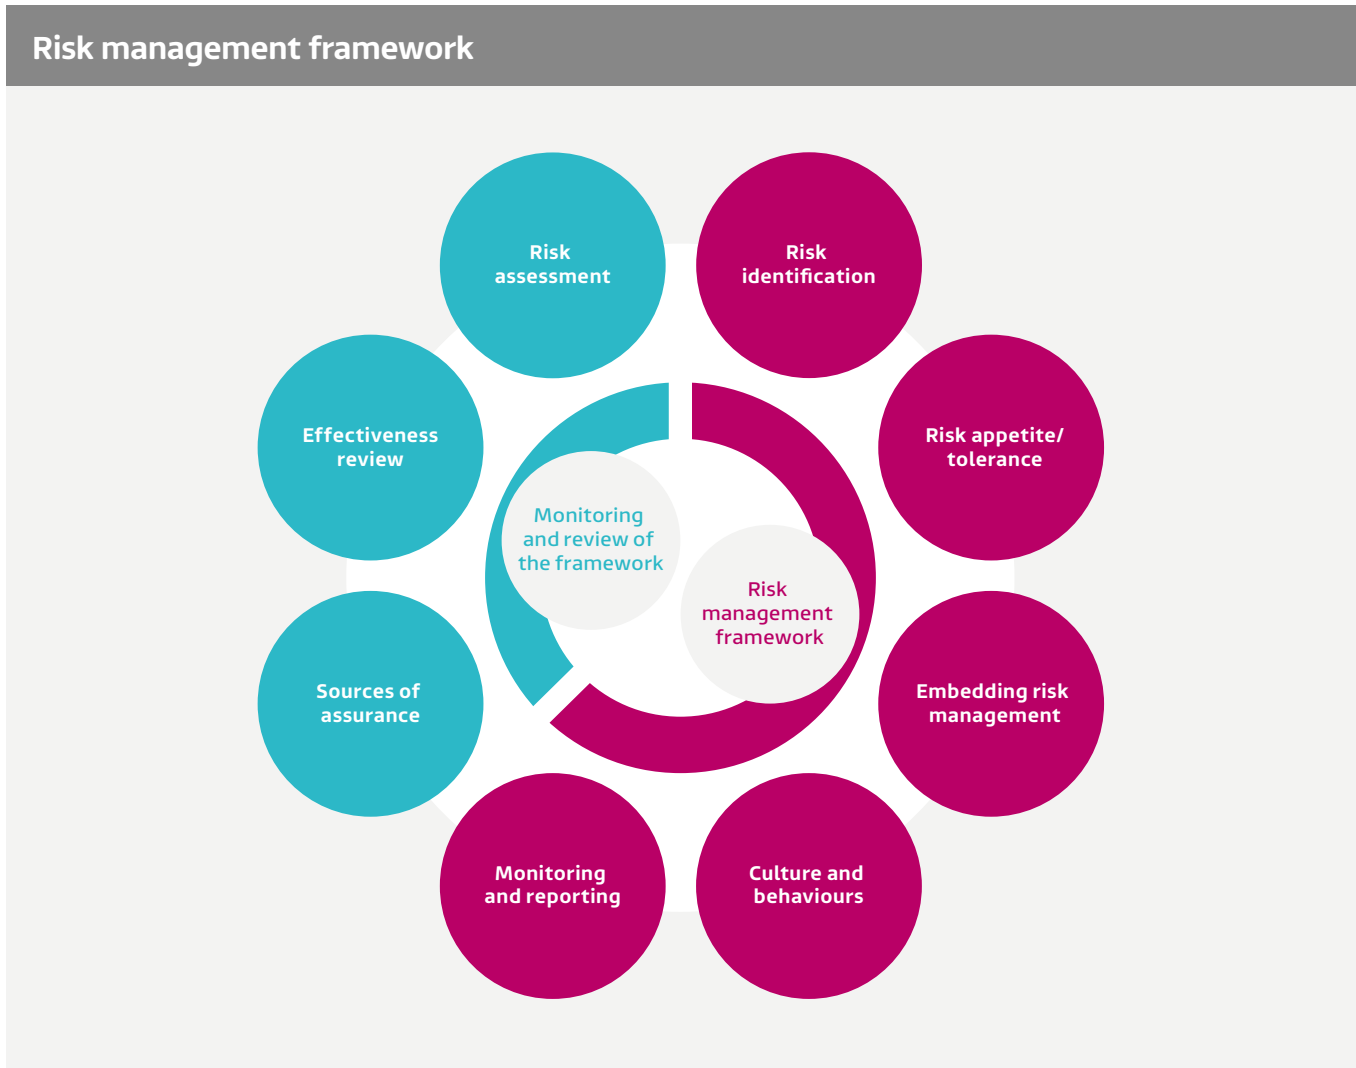 Risk management framework
Risk
assessment
Risk
identification
Effectiveness
review
Risk appetite/
tolerance
Monitoring
and review of
the framework
Risk
management
framework
Sources of
assurance
Embedding risk
management
Monitoring
and reporting
Culture and
behaviours